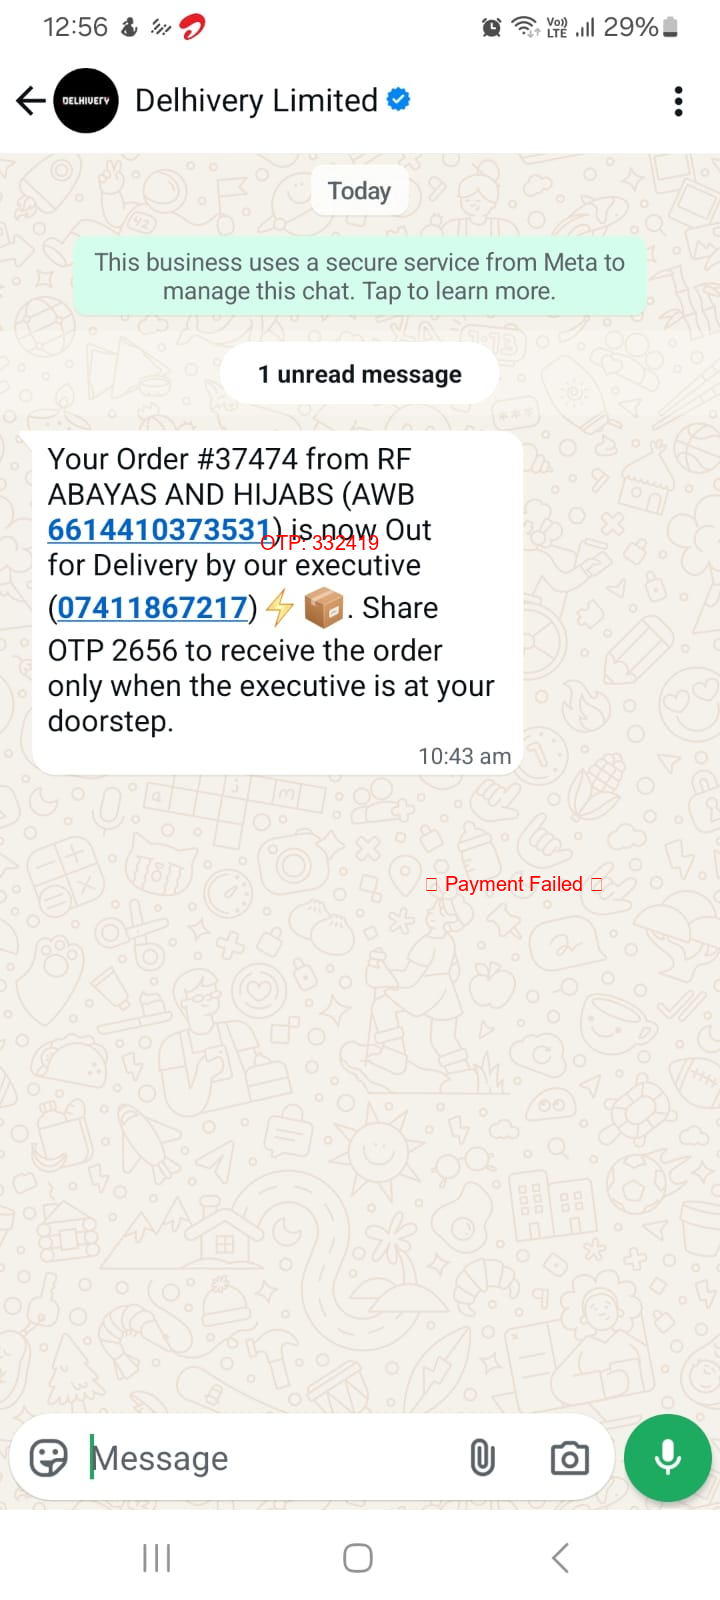 12:56
Vo))
LTE
29%
DELHIVERY
Delhivery Limited
Today
This business uses a secure service from Meta to
manage this chat. Tap to learn more.
1 unread message
Your Order #37474 from RF
ABAYAS AND HIJABS (AWB
6614410373531) is now Out
OTP: 332419
for Delivery by our executive
(07411867217)⚡📦. Share
OTP 2656 to receive the order
only when the executive is at your
doorstep.
10:43 am
Payment Failed
Message